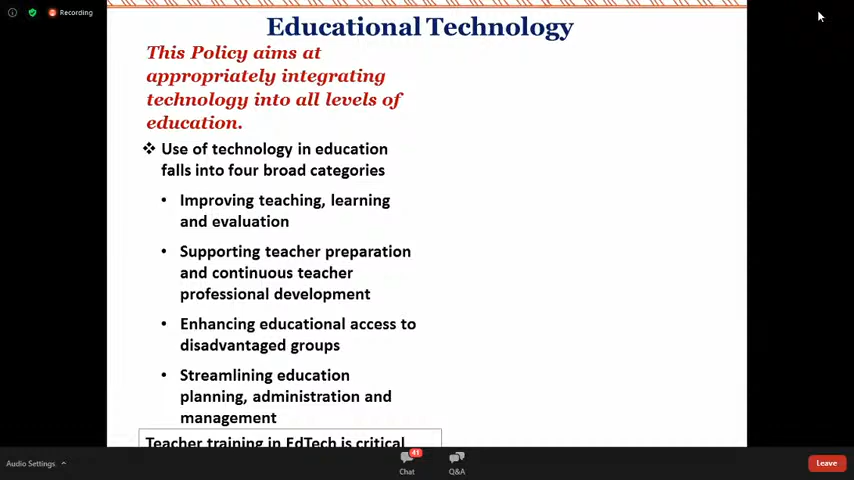 Recording
Educational Technology
This Policy aims at
appropriately integrating
technology into all levels of
education.
❖ Use of technology in education
falls into four broad categories
• Improving teaching, learning
and evaluation
• Supporting teacher preparation
and continuous teacher
professional development
• Enhancing educational access to
disadvantaged groups
• Streamlining education
planning, administration and
management
Teacher training in EdTech is critical
Audio Settings
41
Chat
Q&A
Leave